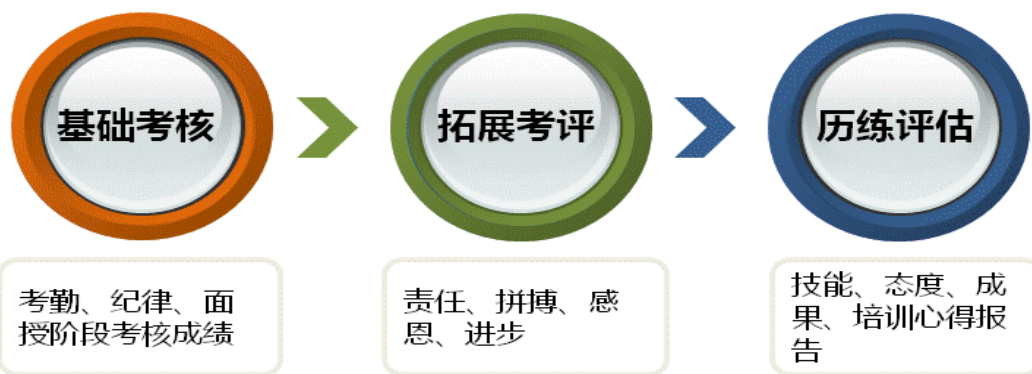 基础考核
拓展考评
历练评估
考勤、纪律、面
授阶段考核成绩
责任、拼搏、感
恩、进步
技能、态度、成
果、培训心得报
告